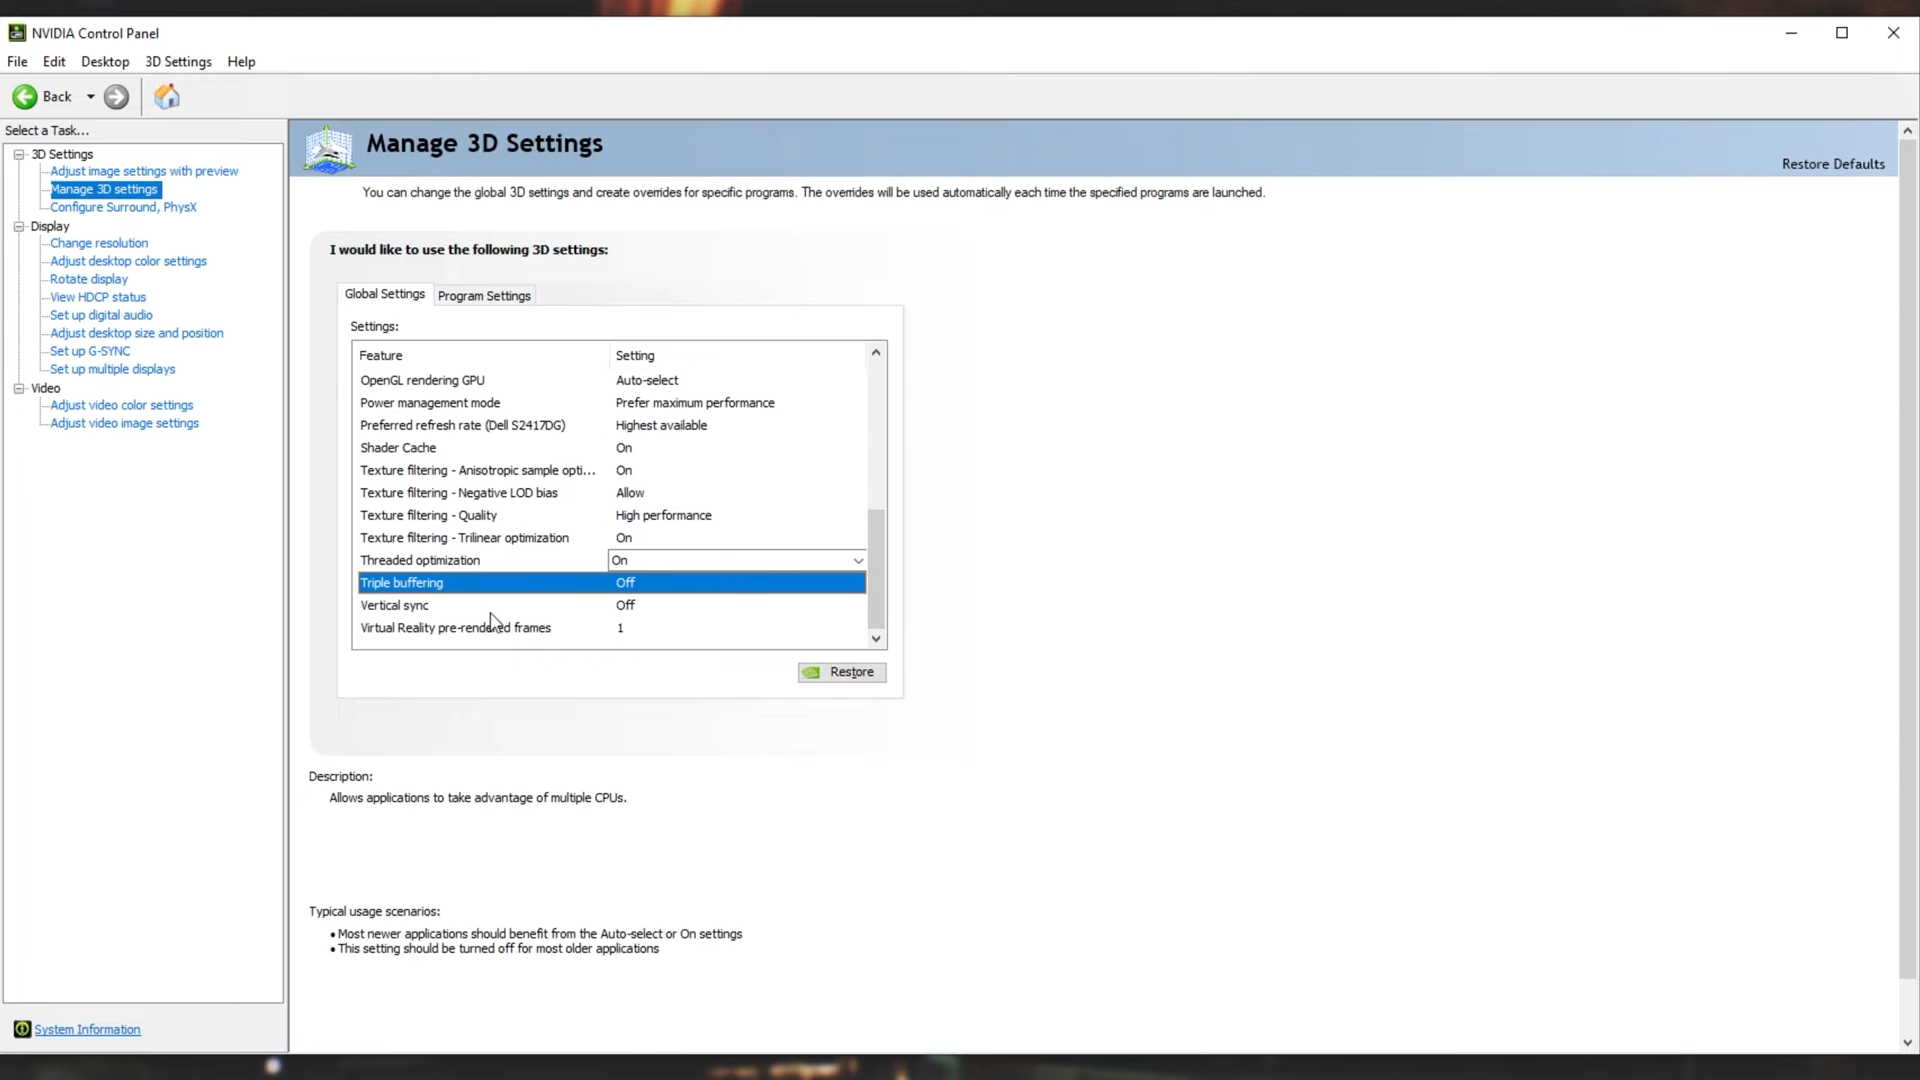 NVIDIA Control Panel
File Edit Desktop 3D Settings Help
Back
Select a Task...
3D Settings
Adjust image settings with preview
Manage 3D settings
Configure Surround, PhysX
Display
Change resolution
Adjust desktop color settings
Rotate display
View HDCP status
Set up digital audio
Adjust desktop size and position
Set up G-SYNC
Set up multiple displays
Video
Adjust video color settings
Adjust video image settings
System Information
Manage 3D Settings
Restore Defaults
You can change the global 3D settings and create overrides for specific programs. The overrides will be used automatically each time the specified programs are launched.
I would like to use the following 3D settings:
Global Settings Program Settings
Settings:
Feature Setting
OpenGL rendering GPU Auto-select
Power management mode Prefer maximum performance
Preferred refresh rate (Dell S2417DG) Highest available
Shader Cache On
Texture filtering - Anisotropic sample opti... On
Texture filtering - Negative LOD bias Allow
Texture filtering - Quality High performance
Texture filtering - Trilinear optimization On
Threaded optimization On
Triple buffering Off
Vertical sync Off
Virtual Reality pre-rendered frames 1
Restore
Description:
Allows applications to take advantage of multiple CPUs.
Typical usage scenarios:
• Most newer applications should benefit from the Auto-select or On settings
• This setting should be turned off for most older applications